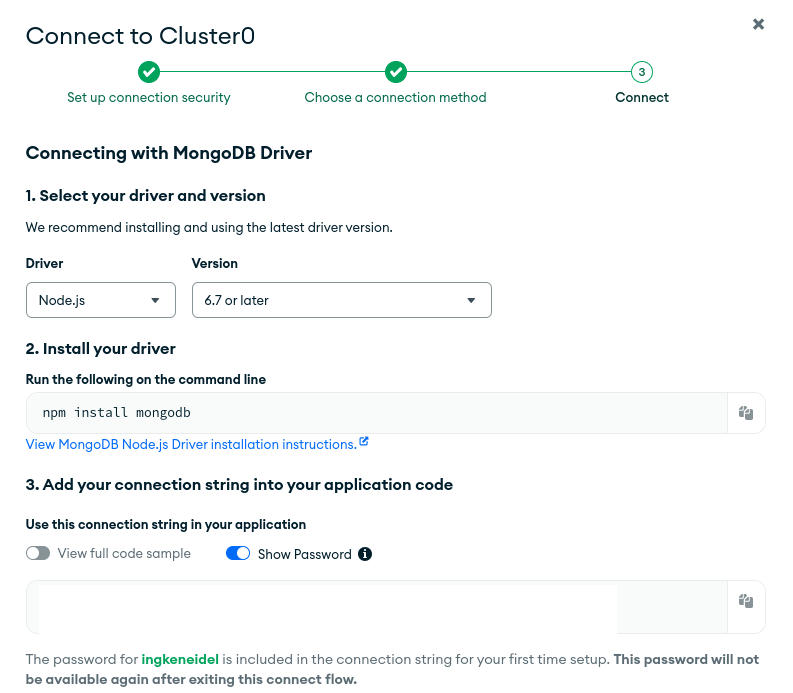 Connect to Cluster0
3
Set up connection security
Choose a connection method
Connect
Connecting with MongoDB Driver
1. Select your driver and version
We recommend installing and using the latest driver version.
Driver
Version
Node.js
6.7 or later
2. Install your driver
Run the following on the command line
npm install mongodb
View MongoDB Node.js Driver installation instructions.
3. Add your connection string into your application code
Use this connection string in your application
View full code sample
Show Password
The password for ingkeneidel is included in the connection string for your first time setup. This password will not
be available again after exiting this connect flow.